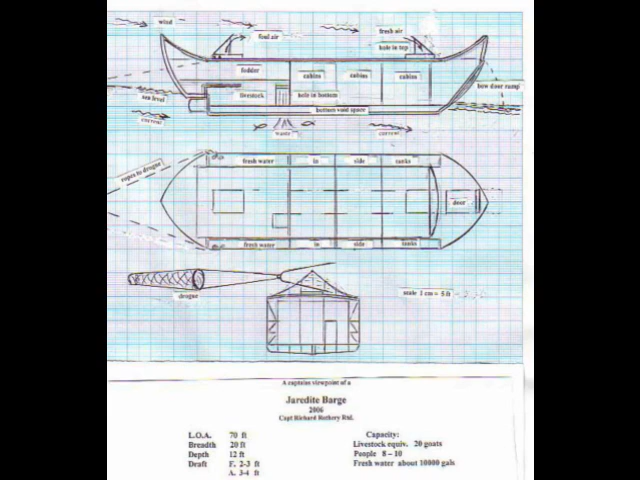 wind
foul air
fresh air
hole in top
fodder
cabins
cabins
cabins
livestock
hole in bottom
bow door ramp
sea level
bottom void space
current
waste
current
fresh water in side tanks
ropes to drogue
door
fresh water in side tanks
drogue
scale 1 cm = 5 ft
A captains viewpoint of a
Jaredite Barge
2006
Capt Richard Rothery Rtd.
L.O.A. 70 ft
Breadth 20 ft
Depth 12 ft
Draft F. 2-3 ft
A. 3-4 ft
Capacity:
Livestock equiv. 20 goats
People 8 - 10
Fresh water about 10000 gals